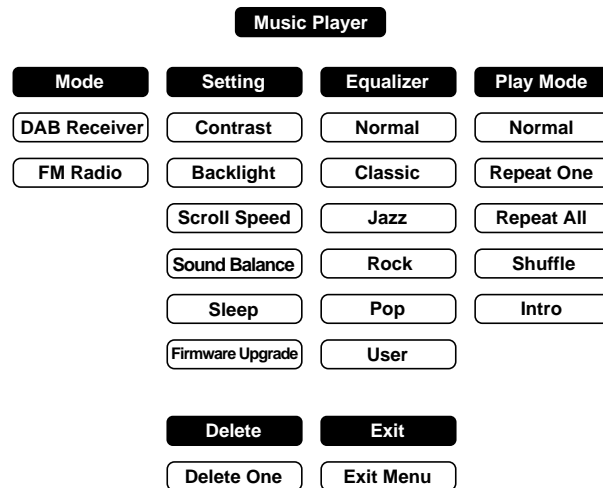 Music Player
Mode Setting Equalizer Play Mode
DAB Receiver Contrast Normal Normal
FM Radio Backlight Classic Repeat One
Scroll Speed Jazz Repeat All
Sound Balance Rock Shuffle
Sleep Pop Intro
Firmware Upgrade User
Delete Exit
Delete One Exit Menu